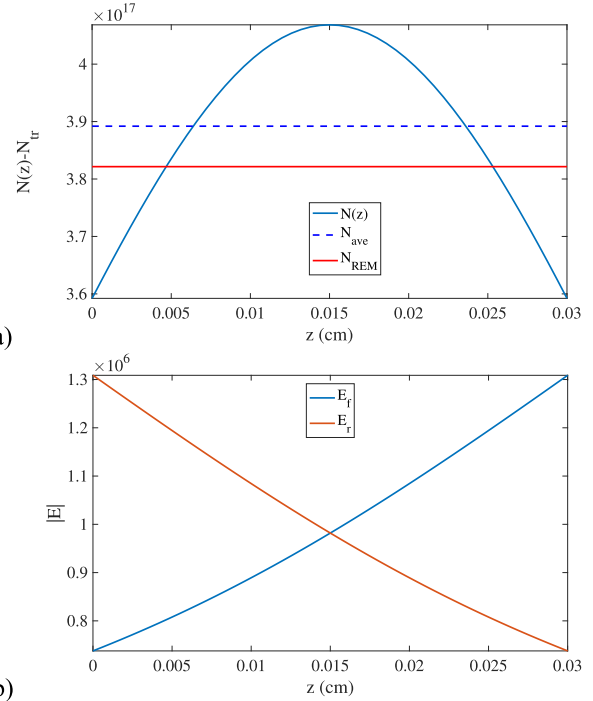 ×10^17
4
3.9
3.8
3.7
3.6
N(z)-N_tr
N(z)
N_ave
N_REM
0 0.005 0.01 0.015 0.02 0.025 0.03
z (cm)
a)
×10^6
1.3
1.2
1.1
1
0.9
0.8
|E|
E_f
E_r
0 0.005 0.01 0.015 0.02 0.025 0.03
z (cm)
b)